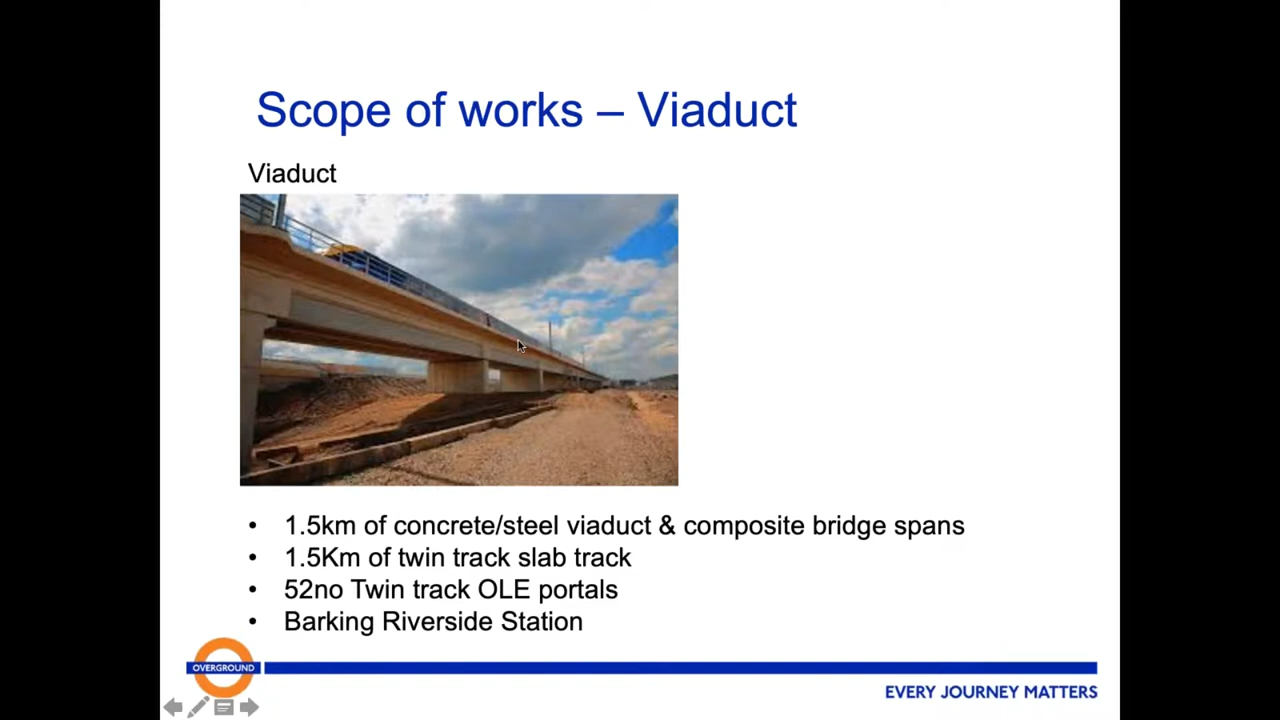 Scope of works – Viaduct
Viaduct
• 1.5km of concrete/steel viaduct & composite bridge spans
• 1.5Km of twin track slab track
• 52no Twin track OLE portals
• Barking Riverside Station
OVERGROUND
EVERY JOURNEY MATTERS